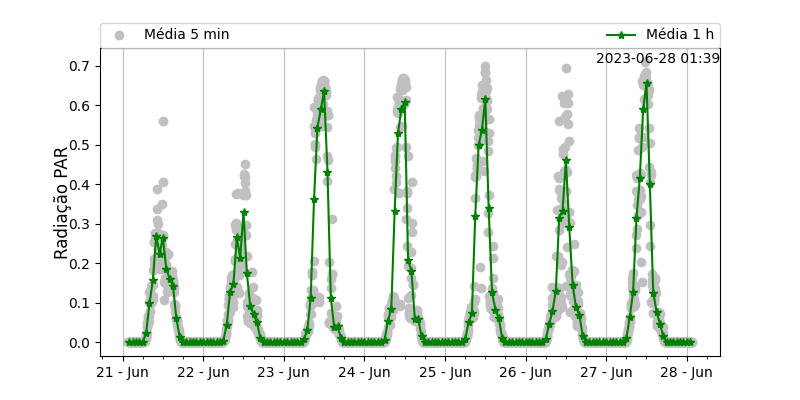 Média 5 min
Média 1 h
2023-06-28 01:39
Radiação PAR
0.7
0.6
0.5
0.4
0.3
0.2
0.1
0.0
21 - Jun
22 - Jun
23 - Jun
24 - Jun
25 - Jun
26 - Jun
27 - Jun
28 - Jun